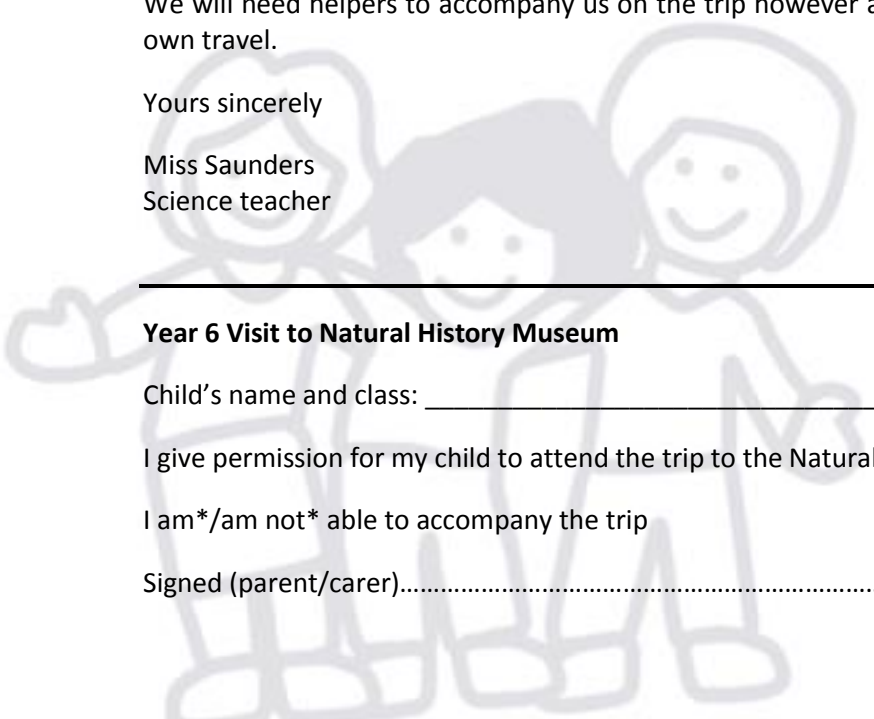 We will need helpers to accompany us on the trip however a
own travel.
Yours sincerely
Miss Saunders
Science teacher
Year 6 Visit to Natural History Museum
Child’s name and class: ________________________________
I give permission for my child to attend the trip to the Natural
I am*/am not* able to accompany the trip
Signed (parent/carer)……………………………………………………………